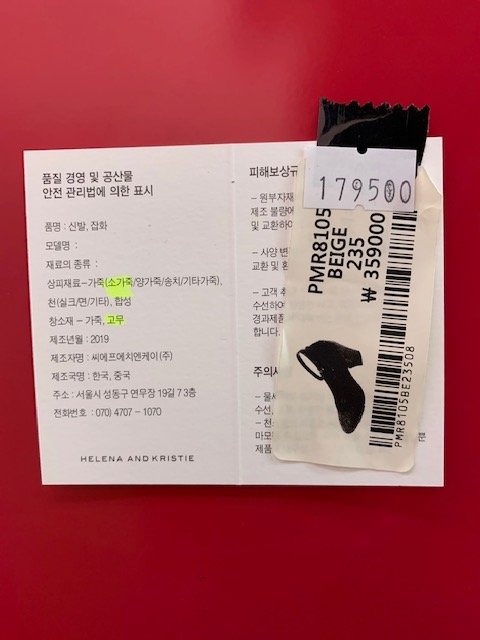 품질 경영 및 공산물
안전 관리법에 의한 표시
품명 : 신발, 잡화
모델명 :
재료의 종류 :
상피재료-가죽(소가죽/양가죽/송치/기타가죽),
천(실크/면/기타), 합성
창소재 – 가죽, 고무
제조년월 : 2019
제조자명 : 씨에프에치엔케이(주)
제조국명 : 한국, 중국
주소 : 서울시 성동구 연무장 19길 7 3층
전화번호 : 070) 4707 – 1070
HELENA AND KRISTIE
피해보상규
– 원부자재
제조 불량에
및 교환하여
– 사양 변
교환 및 환
– 고객
수선하여
경과제품
합니다.
주의사
– 물세
수선,
– 천
마모 분
제품
179500
PMR8105
BEIGE
235
₩ 359000
PMR8105BE23508